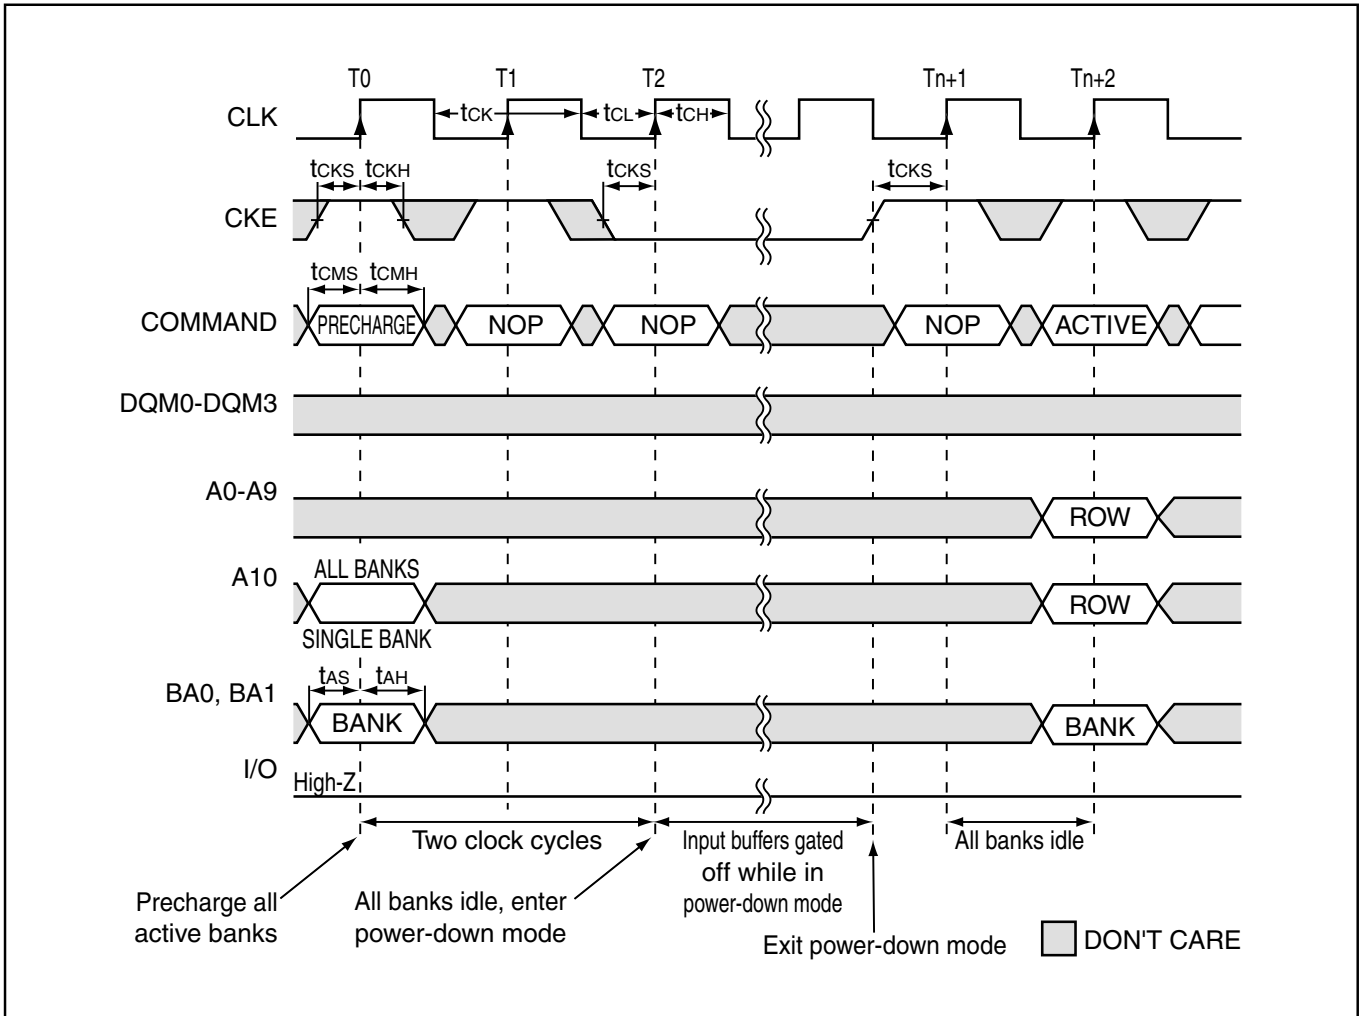 T0 T1 T2 Tn+1 Tn+2
CLK tCK tCL tCH
tCKS tCKH tCKS tCKS
CKE
tCMS tCMH
COMMAND PRECHARGE NOP NOP NOP ACTIVE
DQM0-DQM3
A0-A9
ROW
ALL BANKS
A10
ROW
SINGLE BANK
tAS tAH
BA0, BA1
BANK BANK
I/O
High-Z
Two clock cycles
Input buffers gated
off while in
power-down mode
All banks idle
Precharge all
active banks
All banks idle, enter
power-down mode
Exit power-down mode
DON'T CARE